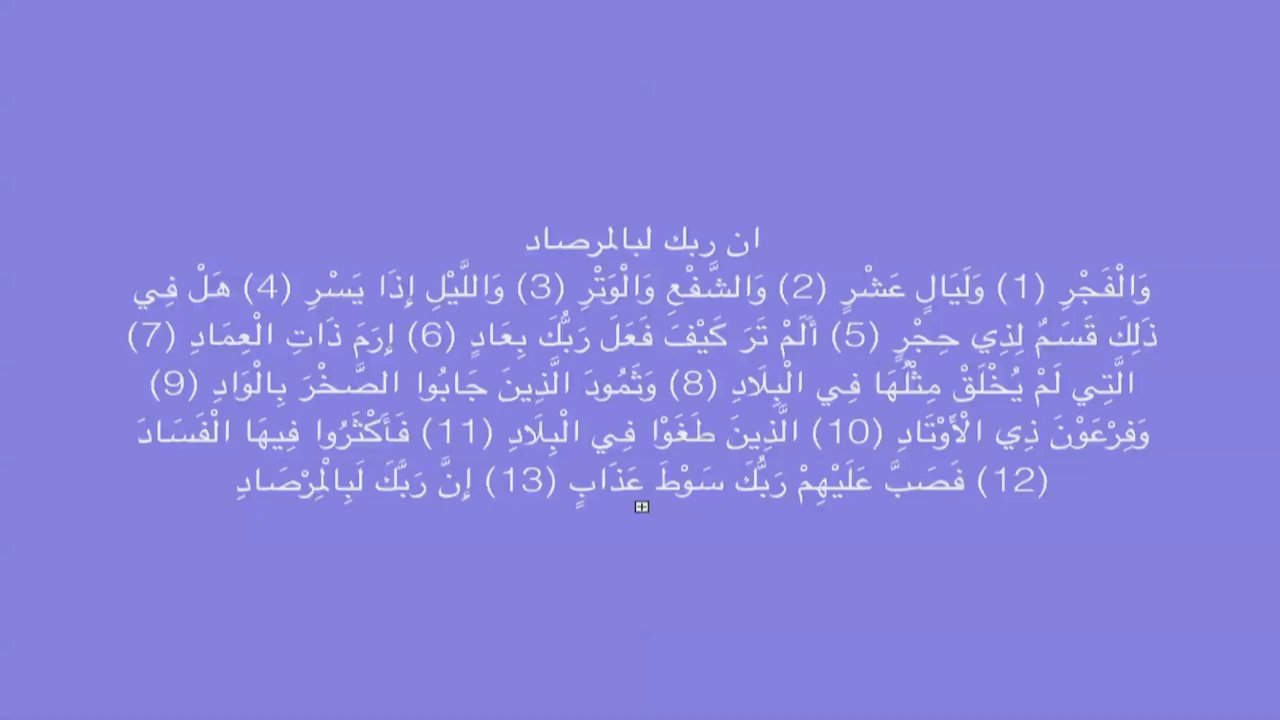 ان ربك لبالمرصاد
وَالْفَجْرِ (1) وَلَيَالٍ عَشْرٍ (2) وَالشَّفْعِ وَالْوَتْرِ (3) وَاللَّيْلِ إِذَا يَسْرِ (4) هَلْ فِي
ذَلِكَ قَسَمٌ لِذِي حِجْرٍ (5) أَلَمْ تَرَ كَيْفَ فَعَلَ رَبُّكَ بِعَادٍ (6) إِرَمَ ذَاتِ الْعِمَادِ (7)
الَّتِي لَمْ يُخْلَقْ مِثْلُهَا فِي الْبِلَادِ (8) وَثَمُودَ الَّذِينَ جَابُوا الصَّخْرَ بِالْوَادِ (9)
وَفِرْعَوْنَ ذِي الْأَوْتَادِ (10) الَّذِينَ طَغَوْا فِي الْبِلَادِ (11) فَأَكْثَرُوا فِيهَا الْفَسَادَ
(12) فَصَبَّ عَلَيْهِمْ رَبُّكَ سَوْطَ عَذَابٍ (13) إِنَّ رَبَّكَ لَبِالْمِرْصَادِ